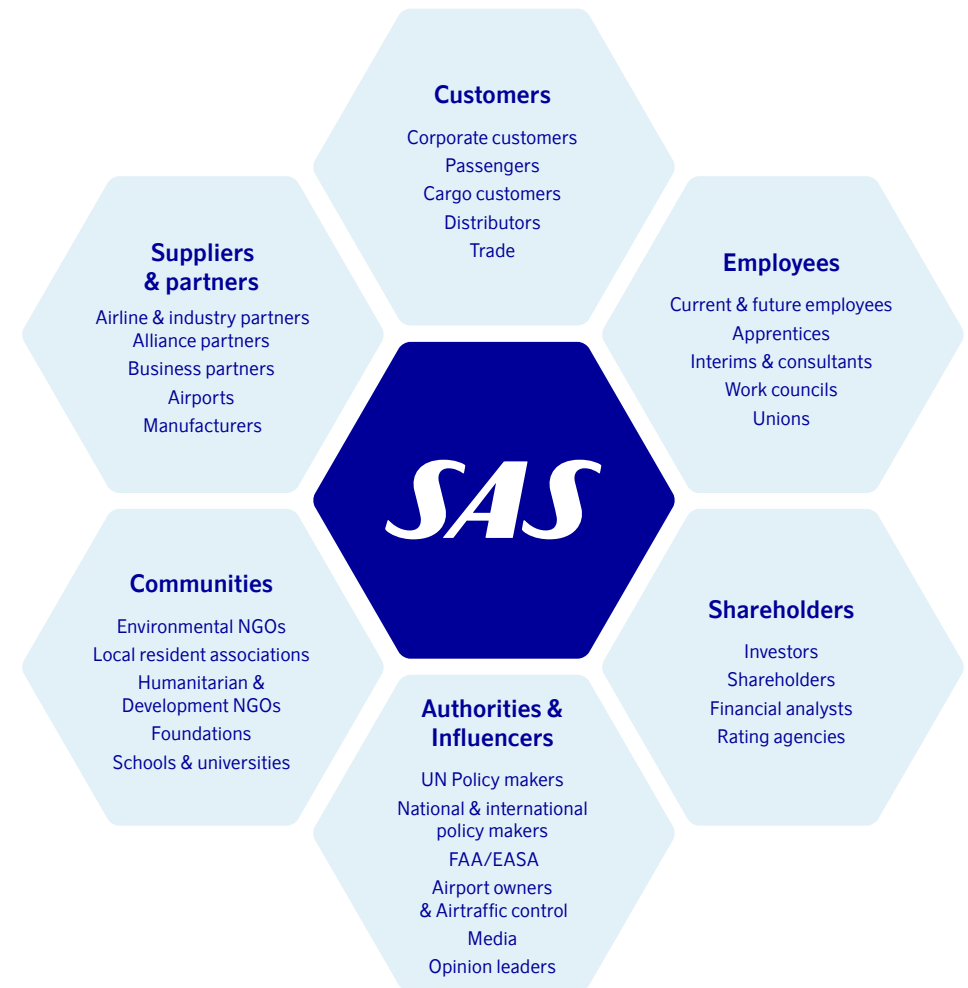 Customers
Corporate customers
Passengers
Cargo customers
Distributors
Trade
Suppliers
& partners
Airline & industry partners
Alliance partners
Business partners
Airports
Manufacturers
Employees
Current & future employees
Apprentices
Interims & consultants
Work councils
Unions
SAS
Communities
Environmental NGOs
Local resident associations
Humanitarian &
Development NGOs
Foundations
Schools & universities
Shareholders
Investors
Shareholders
Financial analysts
Rating agencies
Authorities &
Influencers
UN Policy makers
National & international
policy makers
FAA/EASA
Airport owners
& Airtraffic control
Media
Opinion leaders